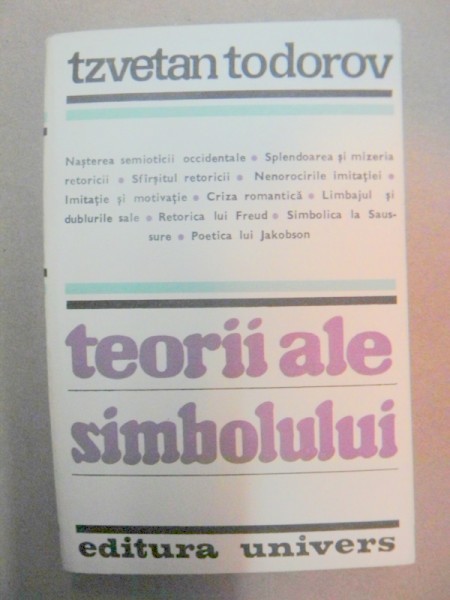 tzvetan todorov
Nașterea semioticii occidentale • Splendoarea și mizeria
retoricii • Sfîrșitul retoricii • Nenorocirile imitației •
Imitație și motivație • Criza romantică • Limbajul și
dublurile sale • Retorica lui Freud • Simbolica la Saus-
sure • Poetica lui Jakobson
teorii ale
simbolului
editura univers